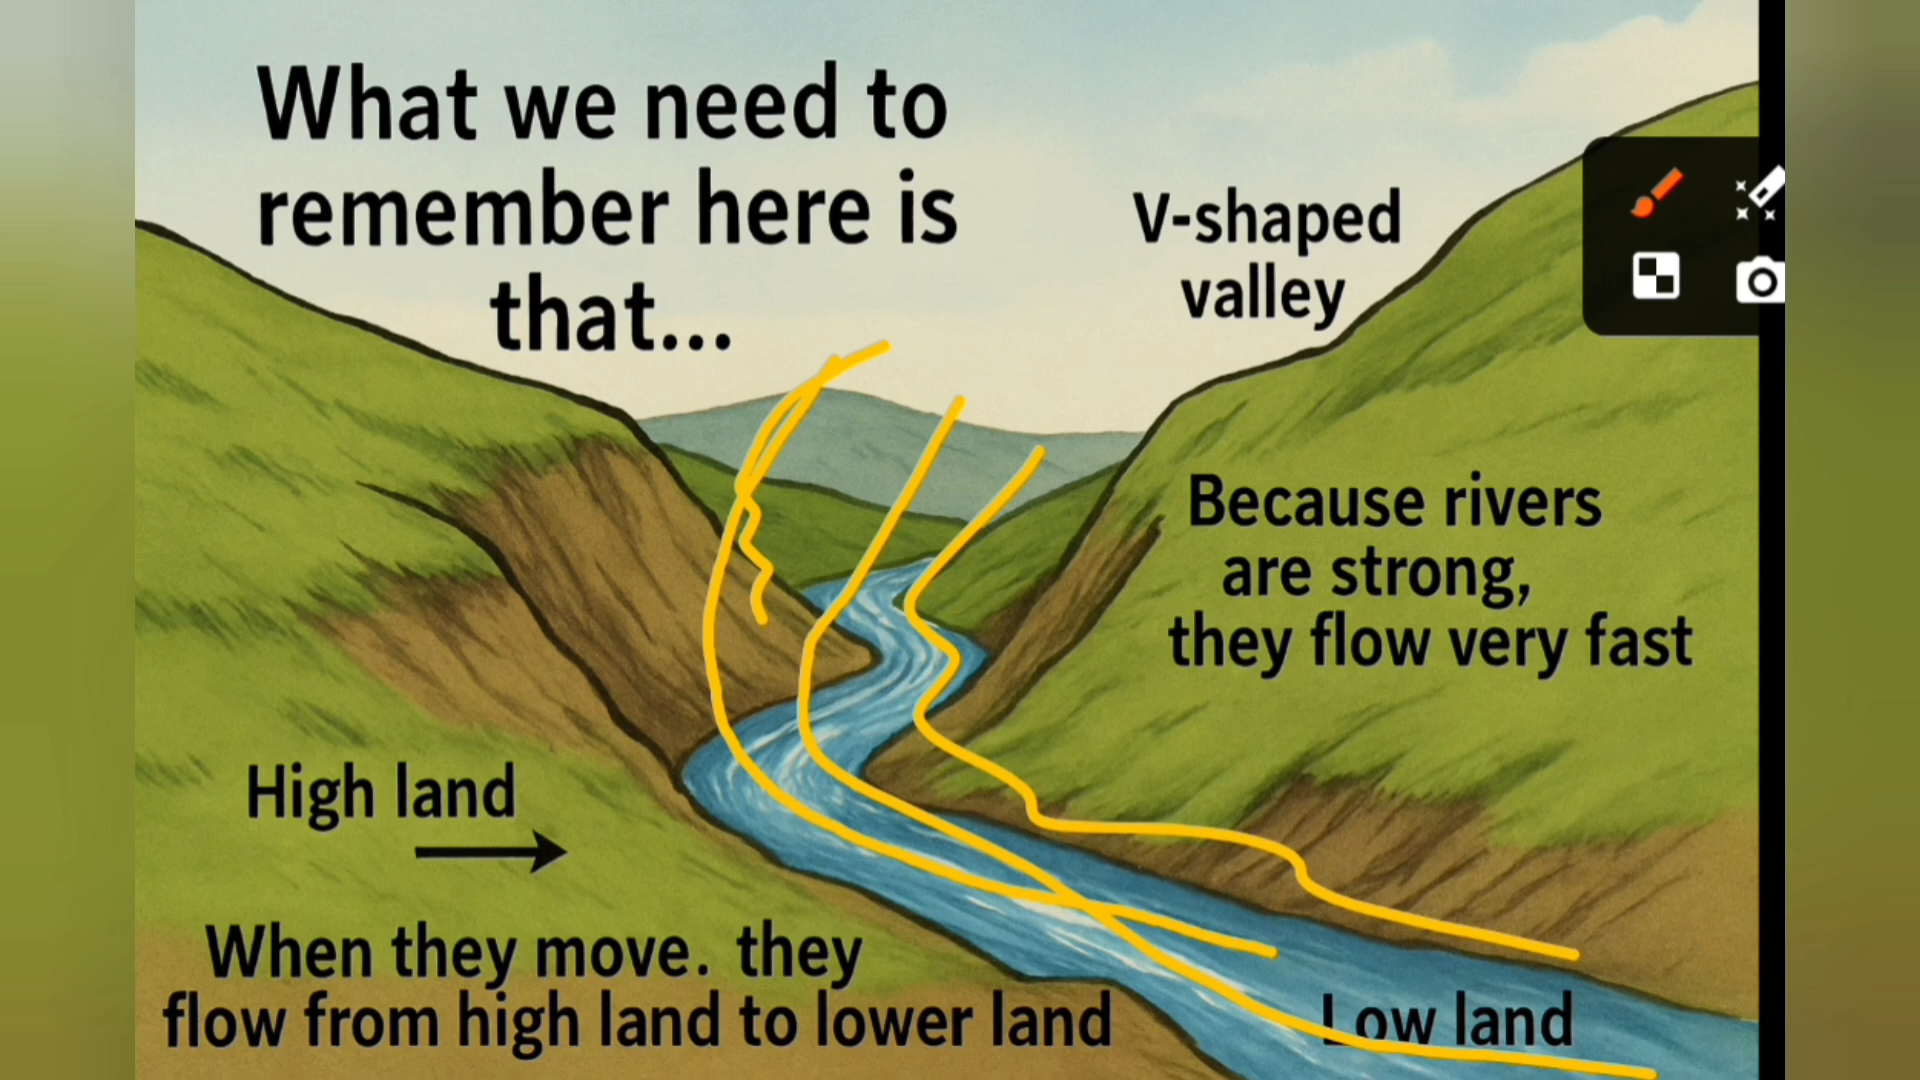 What we need to
remember here is
that...
V-shaped
valley
Because rivers
are strong,
they flow very fast
High land
When they move. they
flow from high land to lower land
Low land